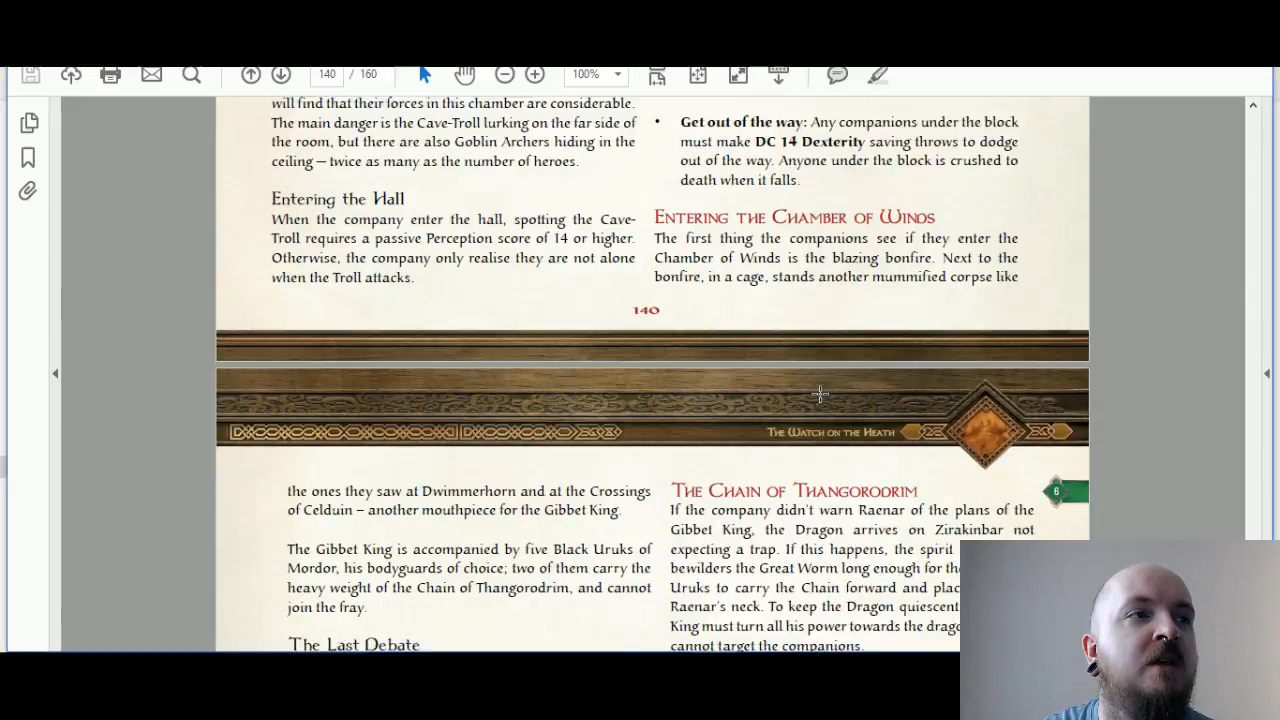 140 / 160
100%
will find that their forces in this chamber are considerable.
The main danger is the Cave-Troll lurking on the far side of
the room, but there are also Goblin Archers hiding in the
ceiling – twice as many as the number of heroes.
Entering the Hall
When the company enter the hall, spotting the Cave-
Troll requires a passive Perception score of 14 or higher.
Otherwise, the company only realise they are not alone
when the Troll attacks.
• Get out of the way: Any companions under the block
must make DC 14 Dexterity saving throws to dodge
out of the way. Anyone under the block is crushed to
death when it falls.
Entering the Chamber of Winds
The first thing the companions see if they enter the
Chamber of Winds is the blazing bonfire. Next to the
bonfire, in a cage, stands another mummified corpse like
140
The Watch on the Heath
the ones they saw at Dwimmerhorn and at the Crossings
of Celduin – another mouthpiece for the Gibbet King.
The Gibbet King is accompanied by five Black Uruks of
Mordor, his bodyguards of choice; two of them carry the
heavy weight of the Chain of Thangorodrim, and cannot
join the fray.
The Last Debate
The Chain of Thangorodrim
6
If the company didn't warn Raenar of the plans of the
Gibbet King, the Dragon arrives on Zirakinbar not
expecting a trap. If this happens, the spirit
bewilders the Great Worm long enough for
Uruks to carry the Chain forward and
Raenar's neck. To keep the Dragon quiescent
King must turn all his power towards the
cannot target the companions.